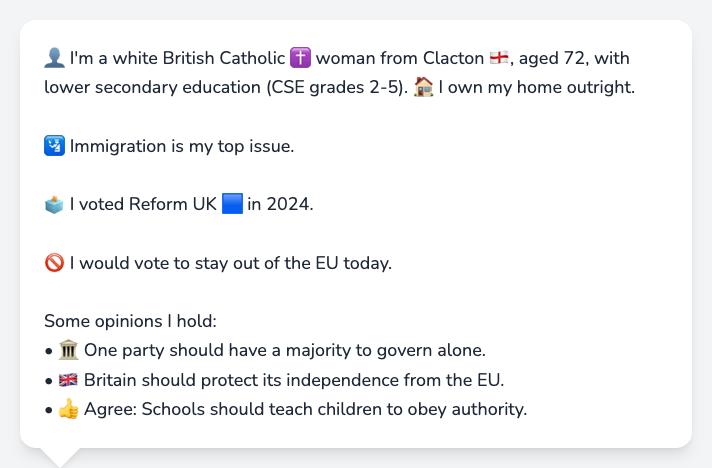 👤 I'm a white British Catholic ✝️ woman from Clacton 🏴󠁧󠁢󠁥󠁮󠁧󠁿, aged 72, with
lower secondary education (CSE grades 2-5). 🏠 I own my home outright.
🛂 Immigration is my top issue.
🗳️ I voted Reform UK 🟦 in 2024.
🚫 I would vote to stay out of the EU today.
Some opinions I hold:
• 🏛️ One party should have a majority to govern alone.
• 🇬🇧 Britain should protect its independence from the EU.
• 👍 Agree: Schools should teach children to obey authority.